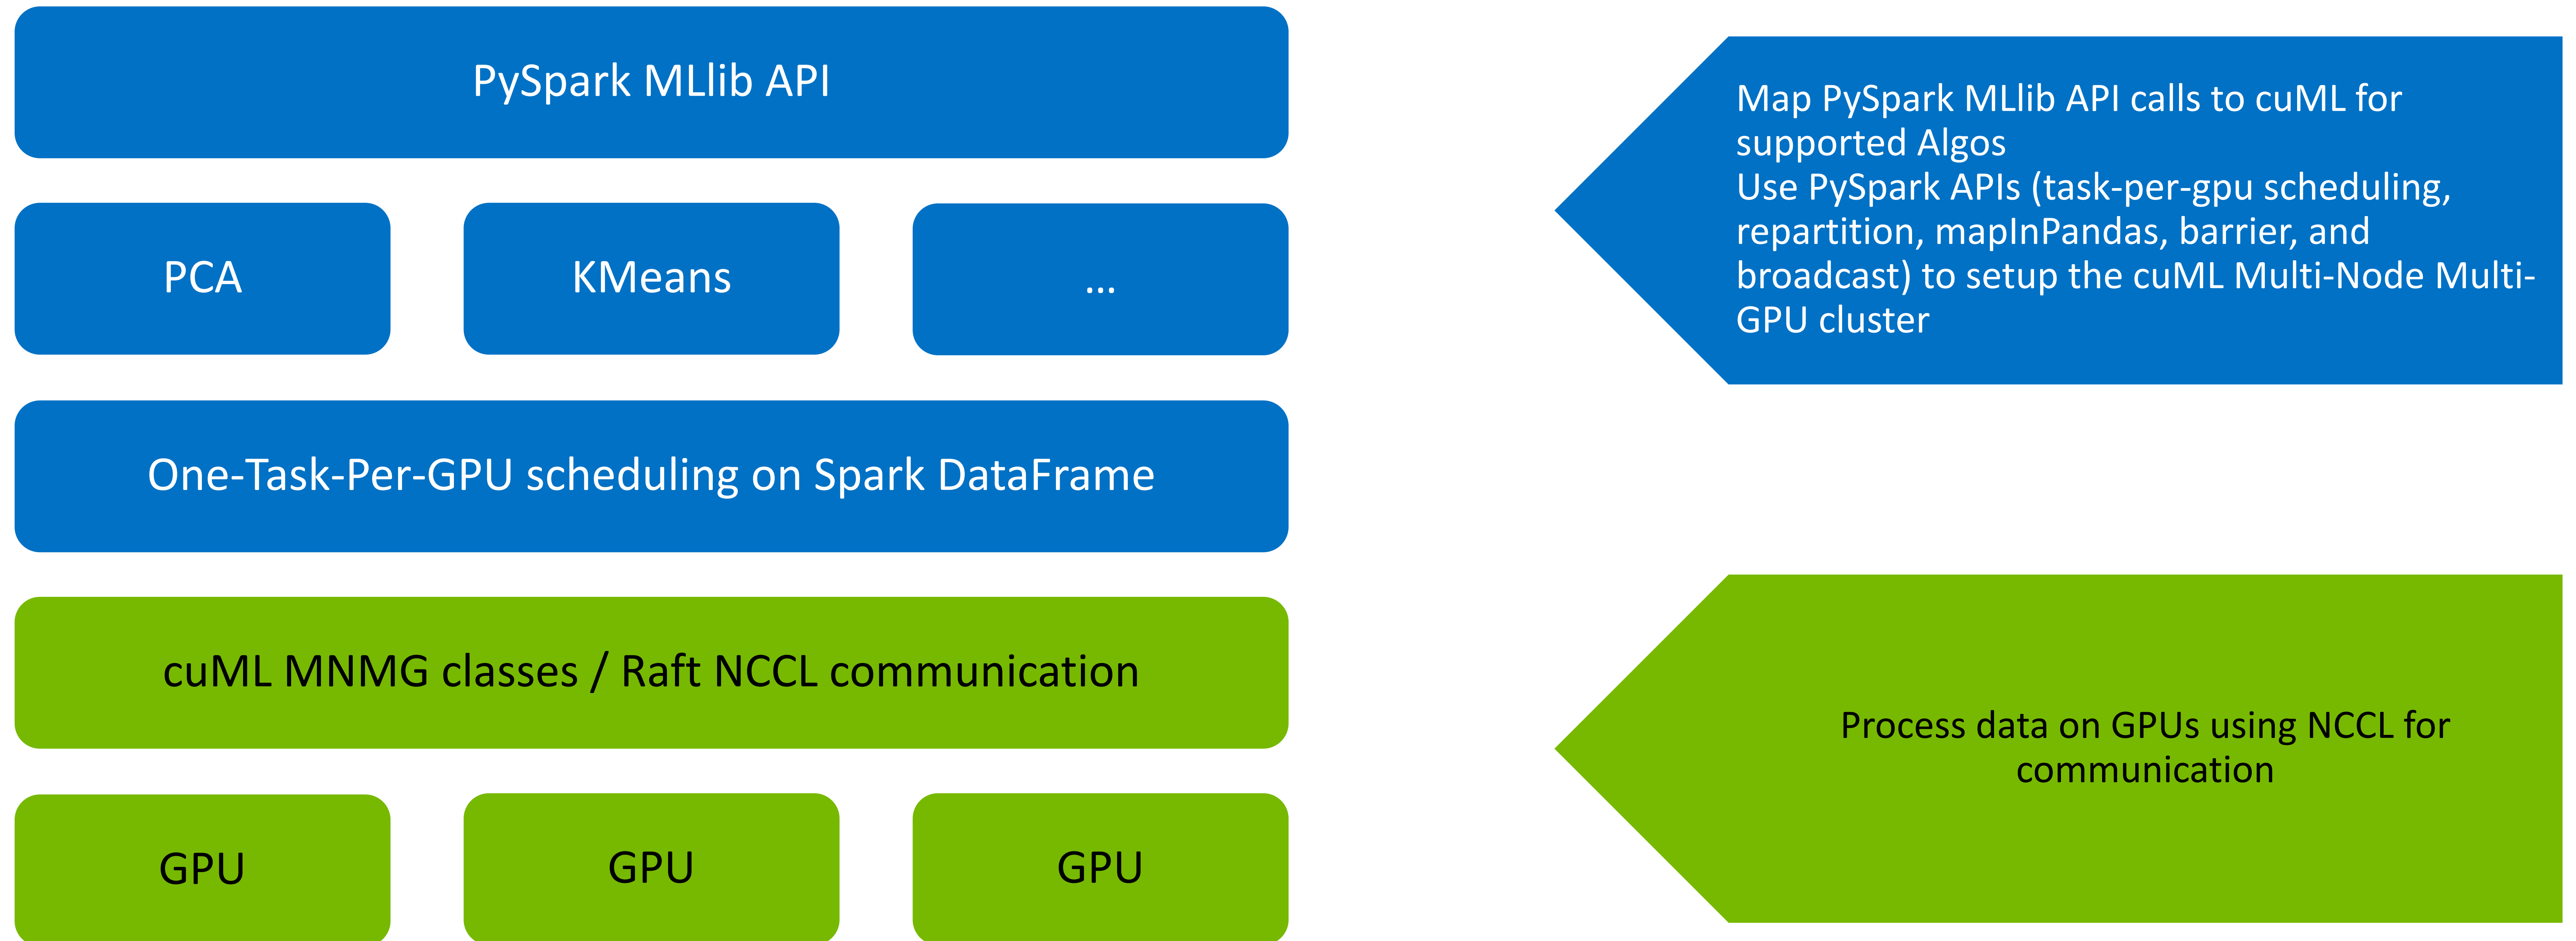 PySpark MLlib API
PCA
KMeans
...
One-Task-Per-GPU scheduling on Spark DataFrame
cuML MNMG classes / Raft NCCL communication
GPU
GPU
GPU
Map PySpark MLlib API calls to cuML for
supported Algos
Use PySpark APIs (task-per-gpu scheduling,
repartition, mapInPandas, barrier, and
broadcast) to setup the cuML Multi-Node Multi-
GPU cluster
Process data on GPUs using NCCL for
communication